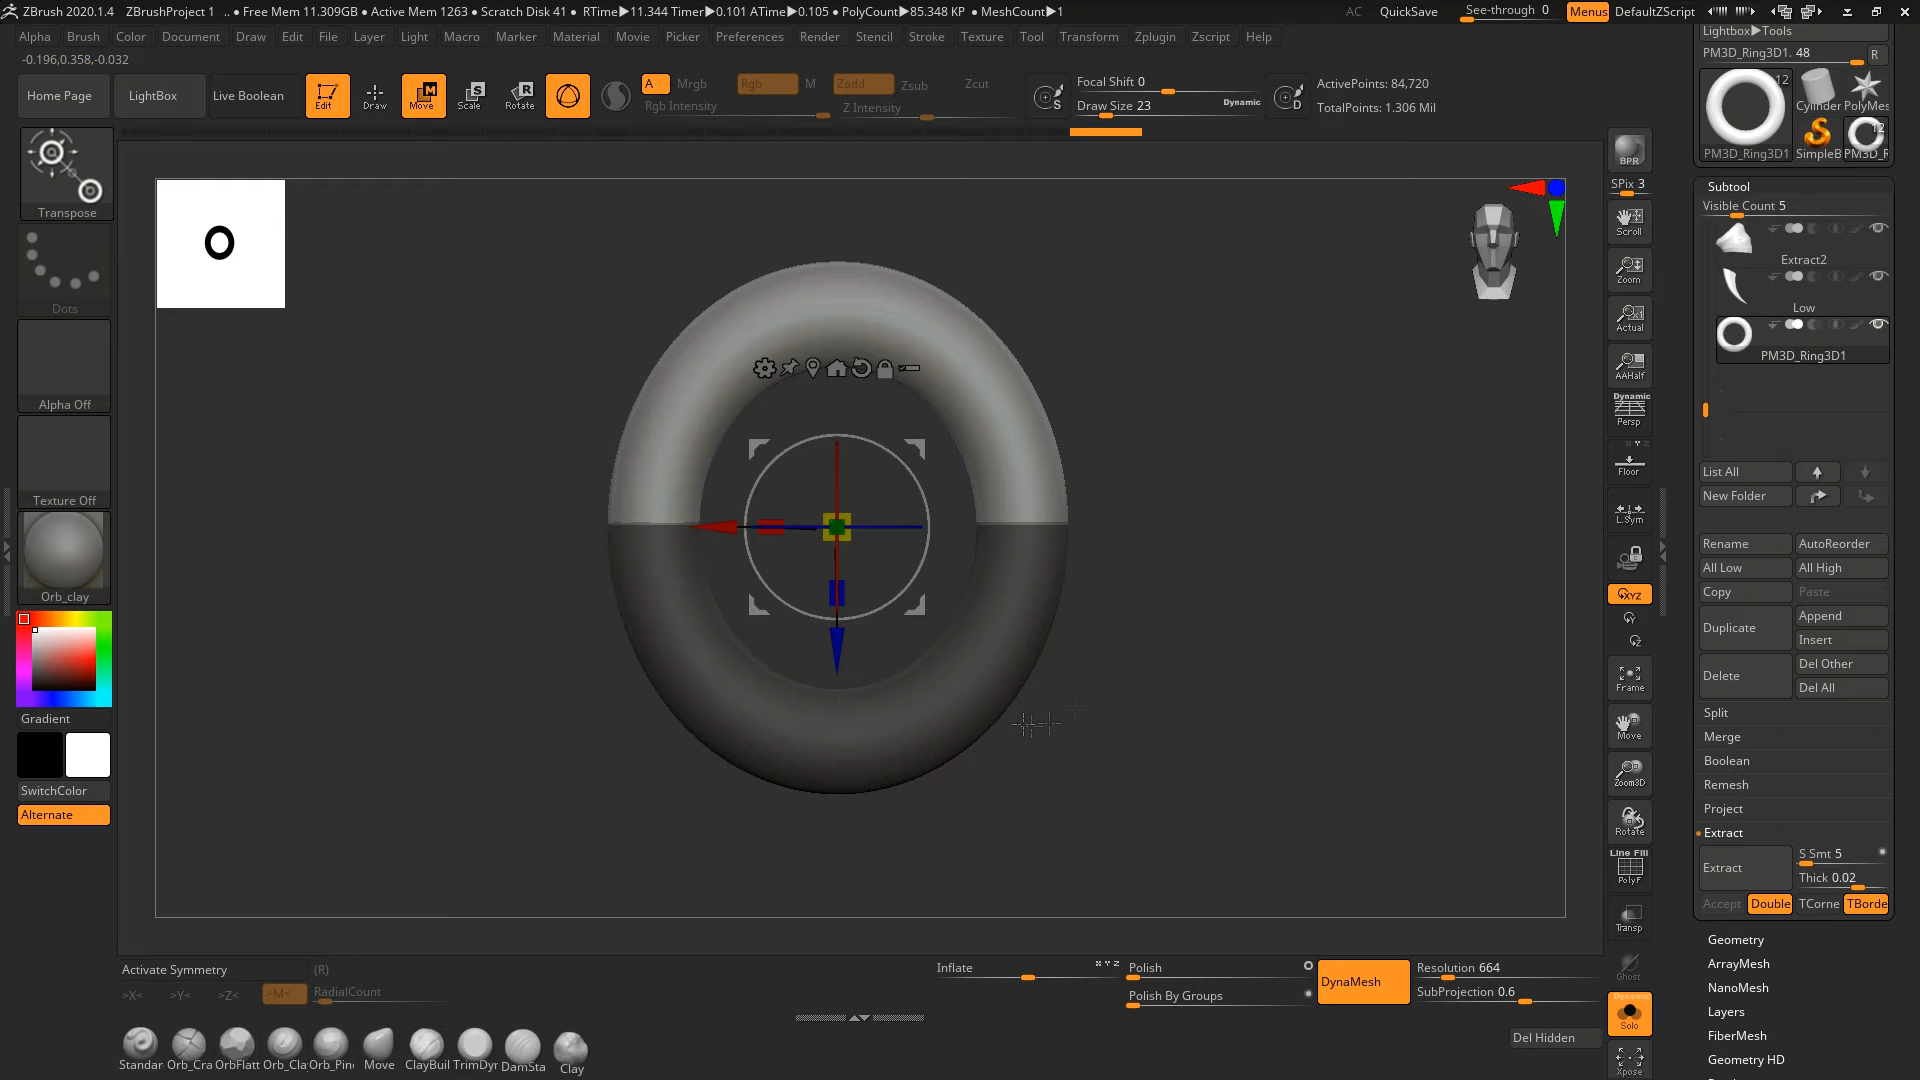 ZBrush 2020.1.4 ZBrushProject 1 .. • Free Mem 11.309GB • Active Mem 1263 • Scratch Disk 41 • RTime▶11.344 Timer▶0.101 ATime▶0.105 • PolyCount▶85.348 KP • MeshCount▶1 AC QuickSave See-through 0 Menus DefaultZScript
Alpha Brush Color Document Draw Edit File Layer Light Macro Marker Material Movie Picker Preferences Render Stencil Stroke Texture Tool Transform Zplugin Zscript Help
-0.196,0.358,-0.032
Home Page LightBox Live Boolean Edit Draw Move Scale Rotate
A Mrgb Rgb M Zadd Zsub Zcut
Rgb Intensity Z Intensity
Focal Shift 0
Draw Size 23 Dynamic
ActivePoints: 84,720
TotalPoints: 1.306 Mil
Transpose
Dots
Alpha Off
Texture Off
Orb_clay
Gradient
SwitchColor
Alternate
BPR
SPix 3
Scroll
Zoom
Actual
AAHalf
Dynamic
Persp
Floor
L.Sym
XYZ
Frame
Move
Zoom3D
Rotate
Line Fill
PolyF
Transp
Ghost
Dynamic
Solo
Xpose
Lightbox▶Tools
PM3D_Ring3D1. 48 R
12
Cylinder PolyMes
12
PM3D_Ring3D1 SimpleB PM3D_R
Subtool
Visible Count 5
Extract2
Low
PM3D_Ring3D1
List All
New Folder
Rename AutoReorder
All Low All High
Copy Paste
Duplicate Append
Insert
Delete Del Other
Del All
Split
Merge
Boolean
Remesh
Project
Extract
Extract S Smt 5
Thick 0.02
Accept Double TCorne TBorde
Geometry
ArrayMesh
NanoMesh
Layers
FiberMesh
Geometry HD
Activate Symmetry (R)
>X< >Y< >Z< >M< RadialCount
Inflate X Y Z Polish DynaMesh Resolution 664
Polish By Groups SubProjection 0.6
Del Hidden
Standar Orb_Cra OrbFlatt Orb_Cla Orb_Pin Move ClayBuil TrimDyr DamSta Clay